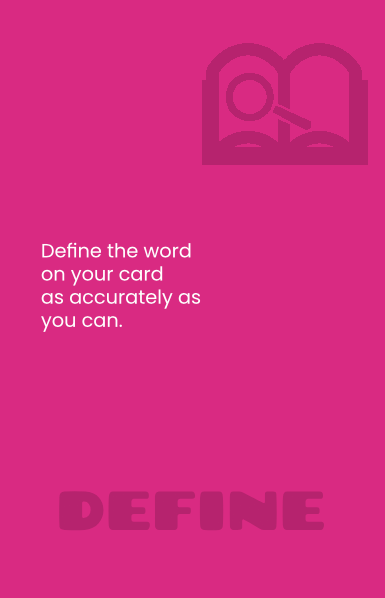 Define the word
on your card
as accurately as
you can.
DEFINE